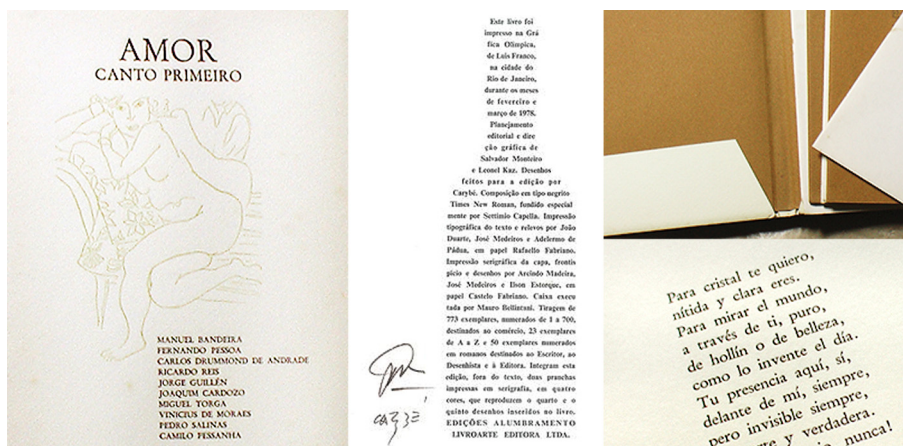 AMOR
CANTO PRIMEIRO
MANUEL BANDEIRA
FERNANDO PESSOA
CARLOS DRUMMOND DE ANDRADE
RICARDO REIS
JORGE GUILLÉN
JOAQUIM CARDOZO
MIGUEL TORGA
VINICIUS DE MORAES
PEDRO SALINAS
CAMILO PESSANHA
Este livro foi
impresso na Grá
fica Olímpica,
de Luís Franco,
na cidade do
Rio de Janeiro,
durante os meses
de fevereiro e
março de 1978.
Planejamento
editorial e dire
ção gráfica de
Salvador Monteiro
e Leonel Kaz. Desenhos
feitos para a edição por
Carybé. Composição em tipo negrito
Times New Roman, fundido especial
mente por Settimio Capella. Impressão
tipográfica do texto e relevos por João
Duarte, José Medeiros e Adelermo de
Pádua, em papel Rafaello Fabriano.
Impressão serigráfica da capa, frontis
pício e desenhos por Arcindo Madeira,
José Medeiros e Ilson Estorque, em
papel Castelo Fabriano. Caixa execu
tada por Mauro Bellintani. Tiragem de
773 exemplares, numerados de 1 a 700,
destinados ao comércio, 23 exemplares
de A a Z e 50 exemplares numerados
em romanos destinados ao Escritor, ao
Desenhista e à Editora. Integram esta
edição, fora do texto, duas pranchas
impressas em serigrafia, em quatro
cores, que reproduzem o quarto e o
quinto desenhos inseridos no livro.
EDIÇÕES ALUMBRAMENTO
LIVROARTE EDITORA LTDA.
Para cristal te quiero,
nítida y clara eres.
Para mirar el mundo,
a través de ti, puro,
de hollín o de belleza,
como lo invente el día.
Tu presencia aquí, sí,
delante de mí, siempre,
pero invisible siempre,
y verdadera.
nunca!